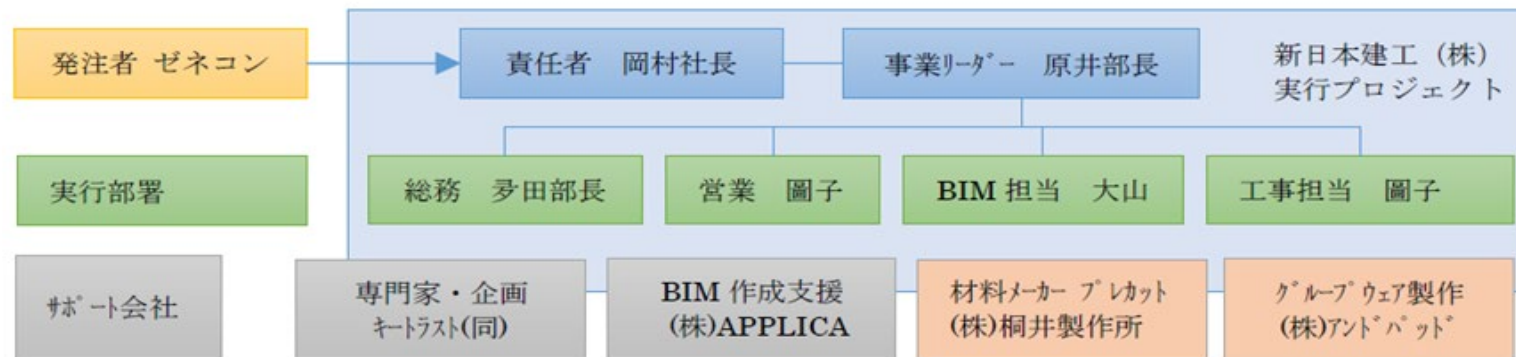 発注者 ゼネコン
責任者 岡村社長
事業ﾘｰﾀﾞｰ 原井部長
新日本建工（株）
実行プロジェクト
実行部署
総務 夛田部長
営業 圖子
BIM 担当 大山
工事担当 圖子
ｻﾎﾟｰﾄ会社
専門家・企画
ｷｰﾄﾗｽﾄ(同)
BIM 作成支援
(株)APPLICA
材料ﾒｰｶｰ ﾌﾟﾚｶｯﾄ
(株)桐井製作所
ｸﾞﾙｰﾌﾟｳｪｱ製作
(株)ｱﾝﾄﾞﾊﾟｯﾄﾞ